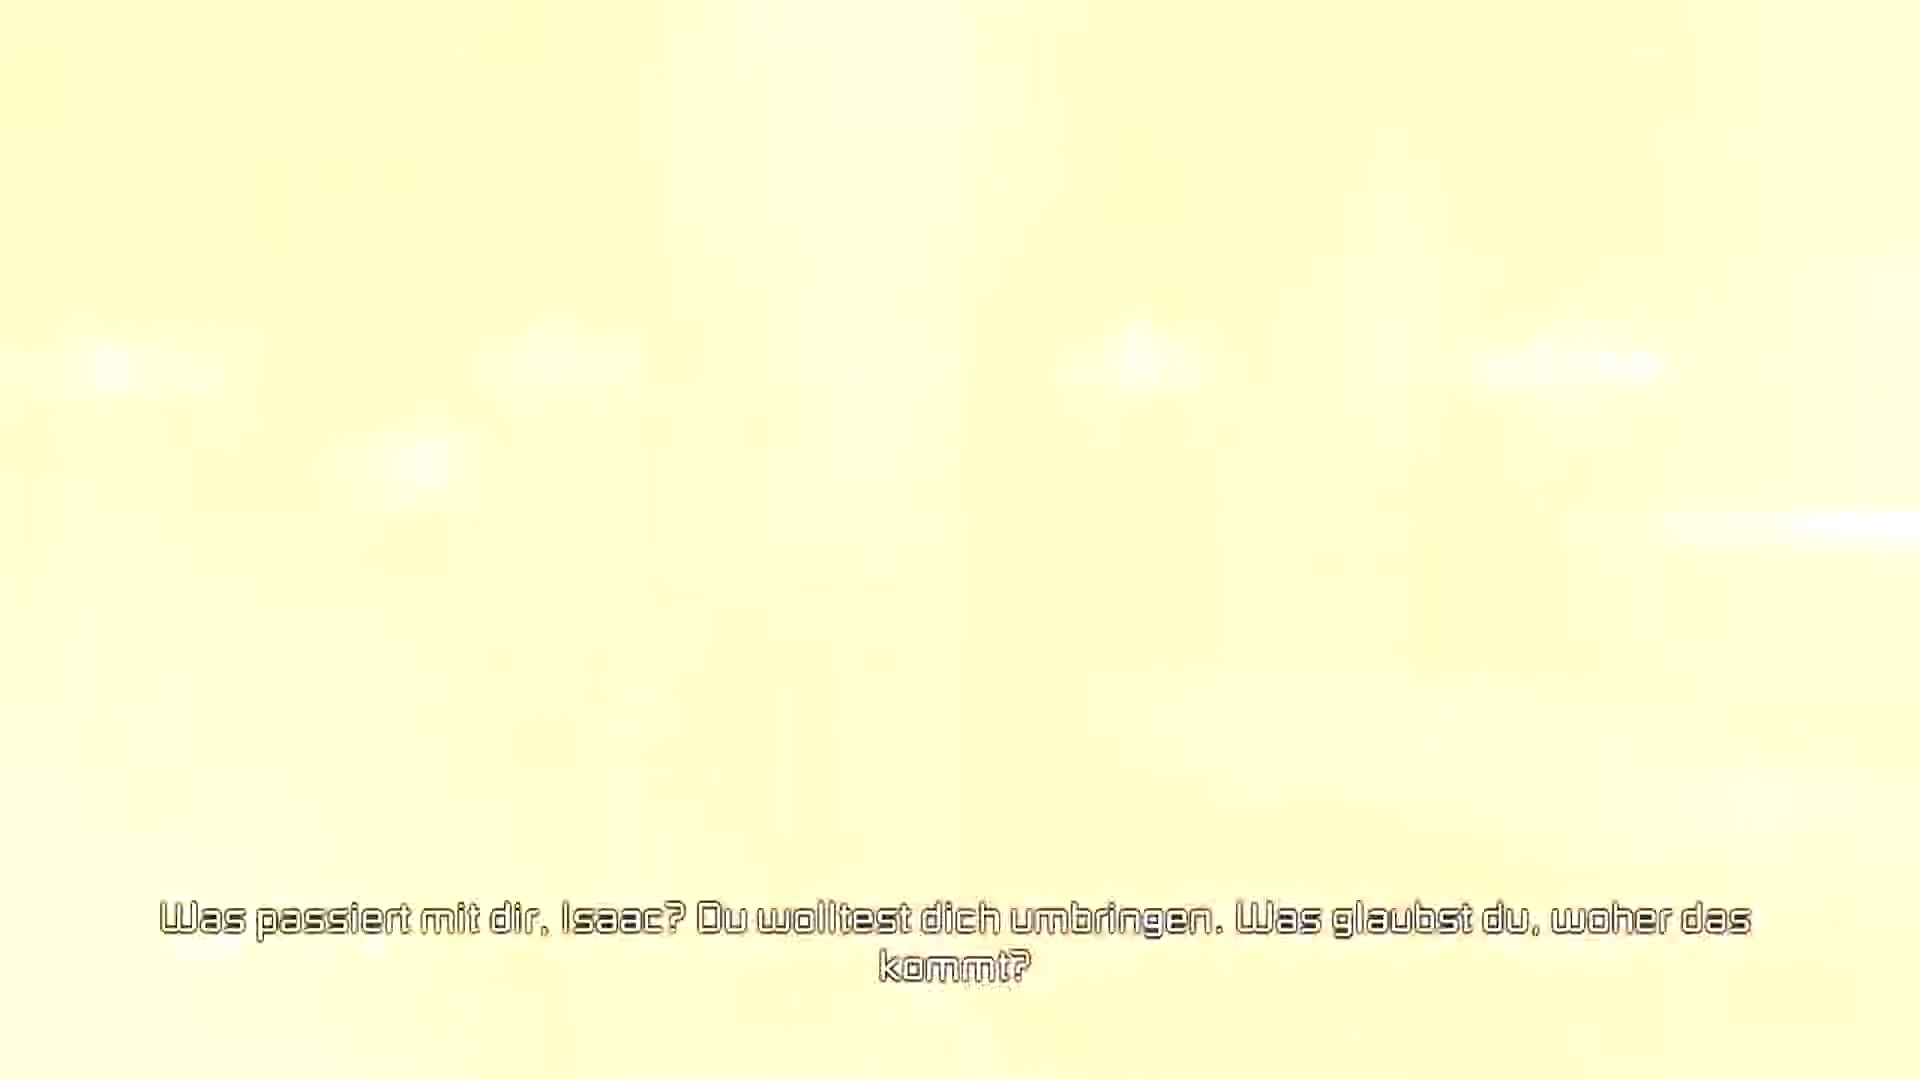 Was passiert mit dir, Isaac? Du wolltest dich umbringen. Was glaubst du, woher das
kommt?